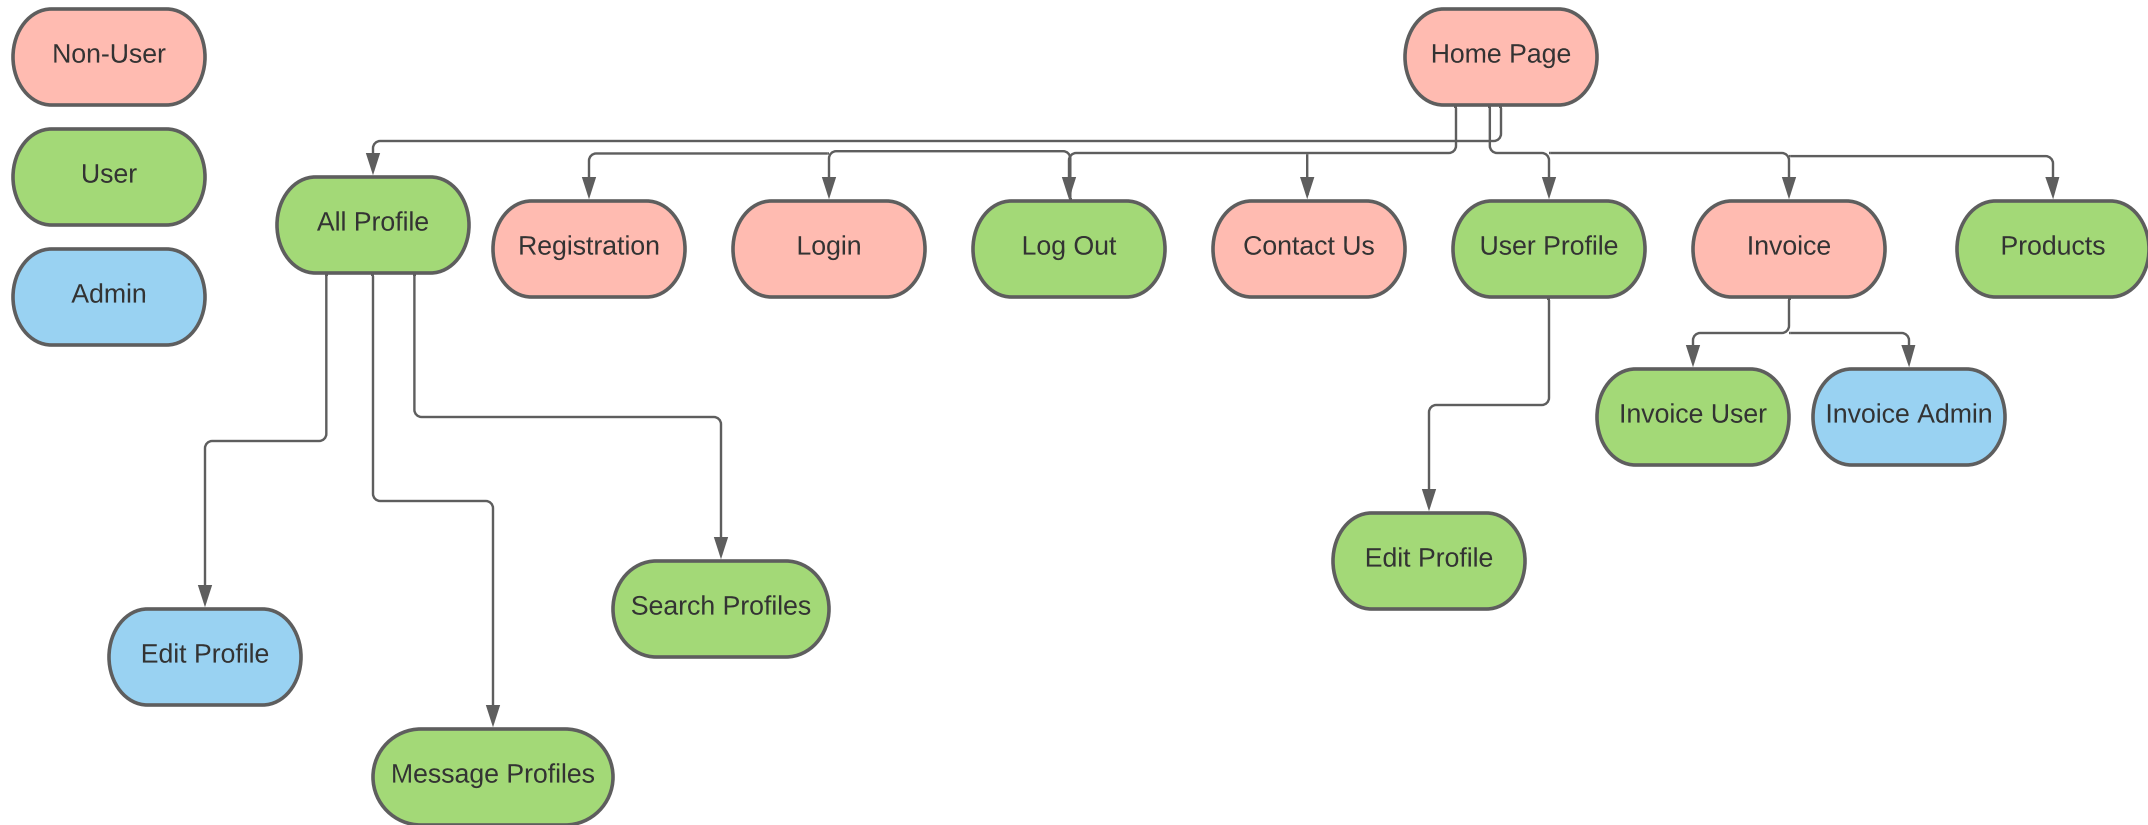 Non-User
Home Page
User
Admin
All Profile
Registration
Login
Log Out
Contact Us
User Profile
Invoice
Products
Invoice User
Invoice Admin
Edit Profile
Search Profiles
Edit Profile
Message Profiles